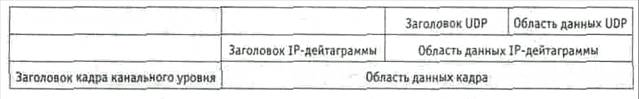 Заголовок UDP Область данных UDP
Заголовок IP-дейтаграммы Область данных IP-дейтаграммы
Заголовок кадра канального уровня Область данных кадра